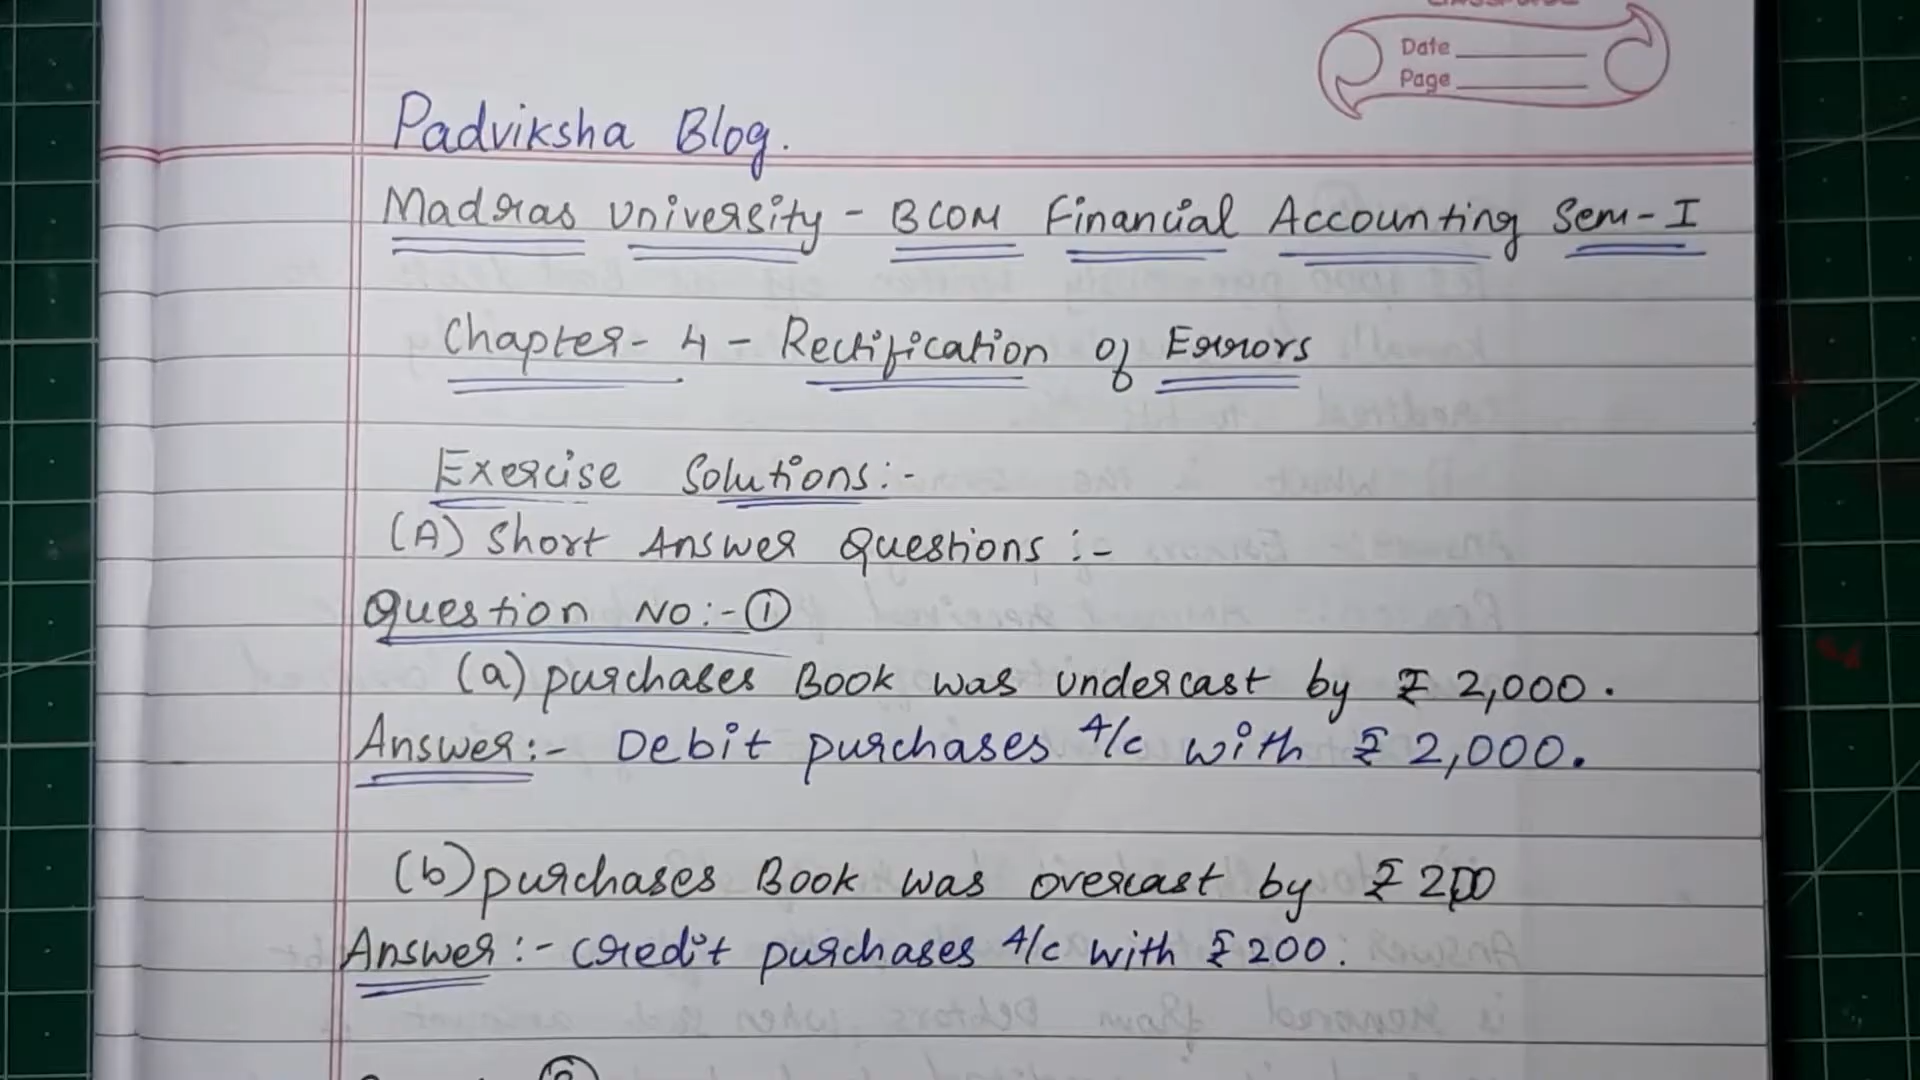 Date
Page
Padviksha Blog.
Madras University - BCOM Financial Accounting Sem-I
Chapter- 4 - Rectification of Errors
Exercise Solutions:-
(A) Short Answer Questions :-
Question No:- ①
(a) purchases Book was undercast by ₹ 2,000.
Answer:- Debit purchases A/c with ₹ 2,000.
(b) purchases Book was overcast by ₹ 200
Answer:- credit purchases A/c with ₹ 200.